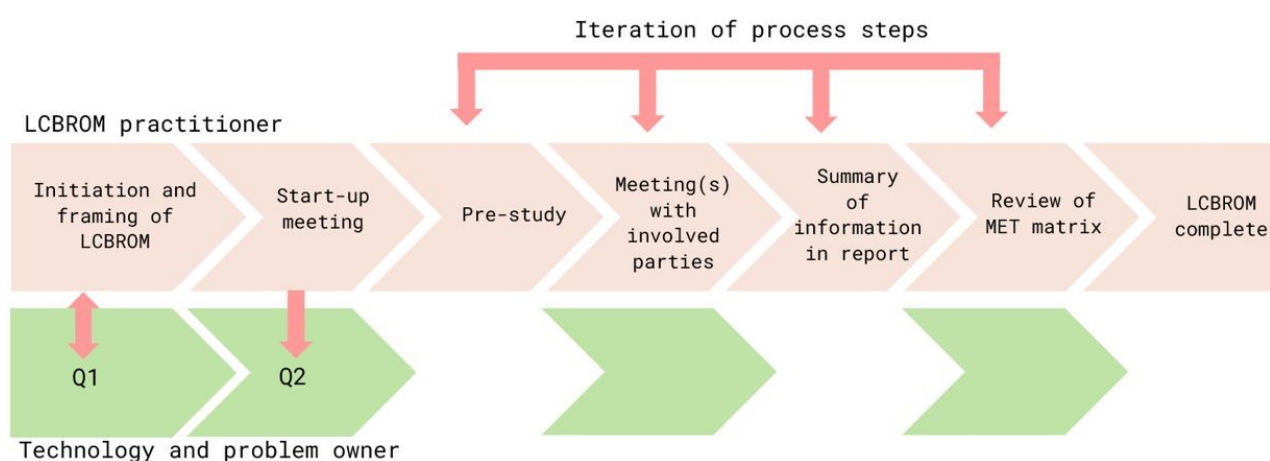 Iteration of process steps
LCBROM practitioner
Initiation and
framing of
LCBROM
Start-up
meeting
Pre-study
Meeting(s)
with
involved
parties
Summary
of
information
in report
Review of
MET matrix
LCBROM
complete
Q1
Q2
Technology and problem owner